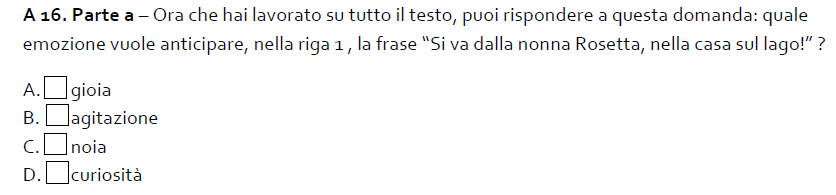 A 16. Parte a – Ora che hai lavorato su tutto il testo, puoi rispondere a questa domanda: quale
emozione vuole anticipare, nella riga 1 , la frase “Si va dalla nonna Rosetta, nella casa sul lago!” ?
A. gioia
B. agitazione
C. noia
D. curiosità